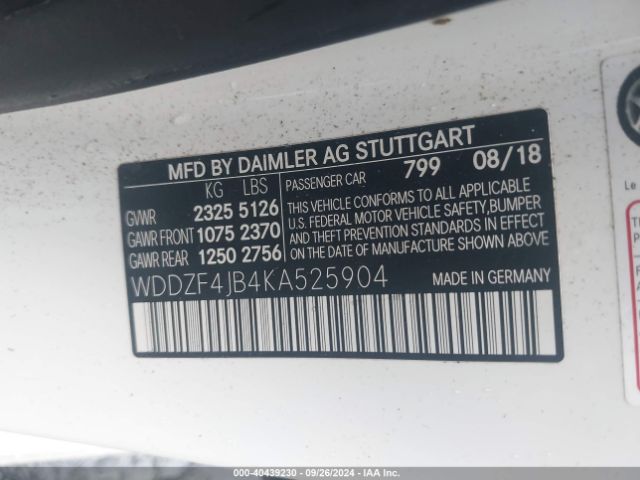 MFD BY DAIMLER AG STUTTGART
KG LBS
GVWR 2325 5126
GAWR FRONT 1075 2370
GAWR REAR 1250 2756
PASSENGER CAR 799 08/18
THIS VEHICLE CONFORMS TO ALL APPLICABLE
U.S. FEDERAL MOTOR VEHICLE SAFETY,BUMPER
AND THEFT PREVENTION STANDARDS IN EFFECT
ON THE DATE OF MANUFACTURE SHOWN ABOVE.
WDDZF4JB4KA525904 MADE IN GERMANY
Le
40439230 - 09/26/2024 - IAA Inc.